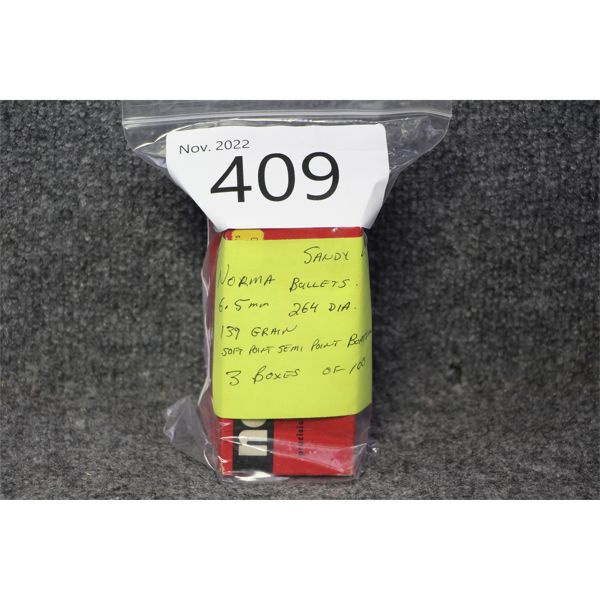 Nov. 2022
409
SANDY
NORMA BULLETS.
6.5mm 264 DIA.
139 GRAIN
SOFT POINT SEMI POINT
3 BOXES OF 100